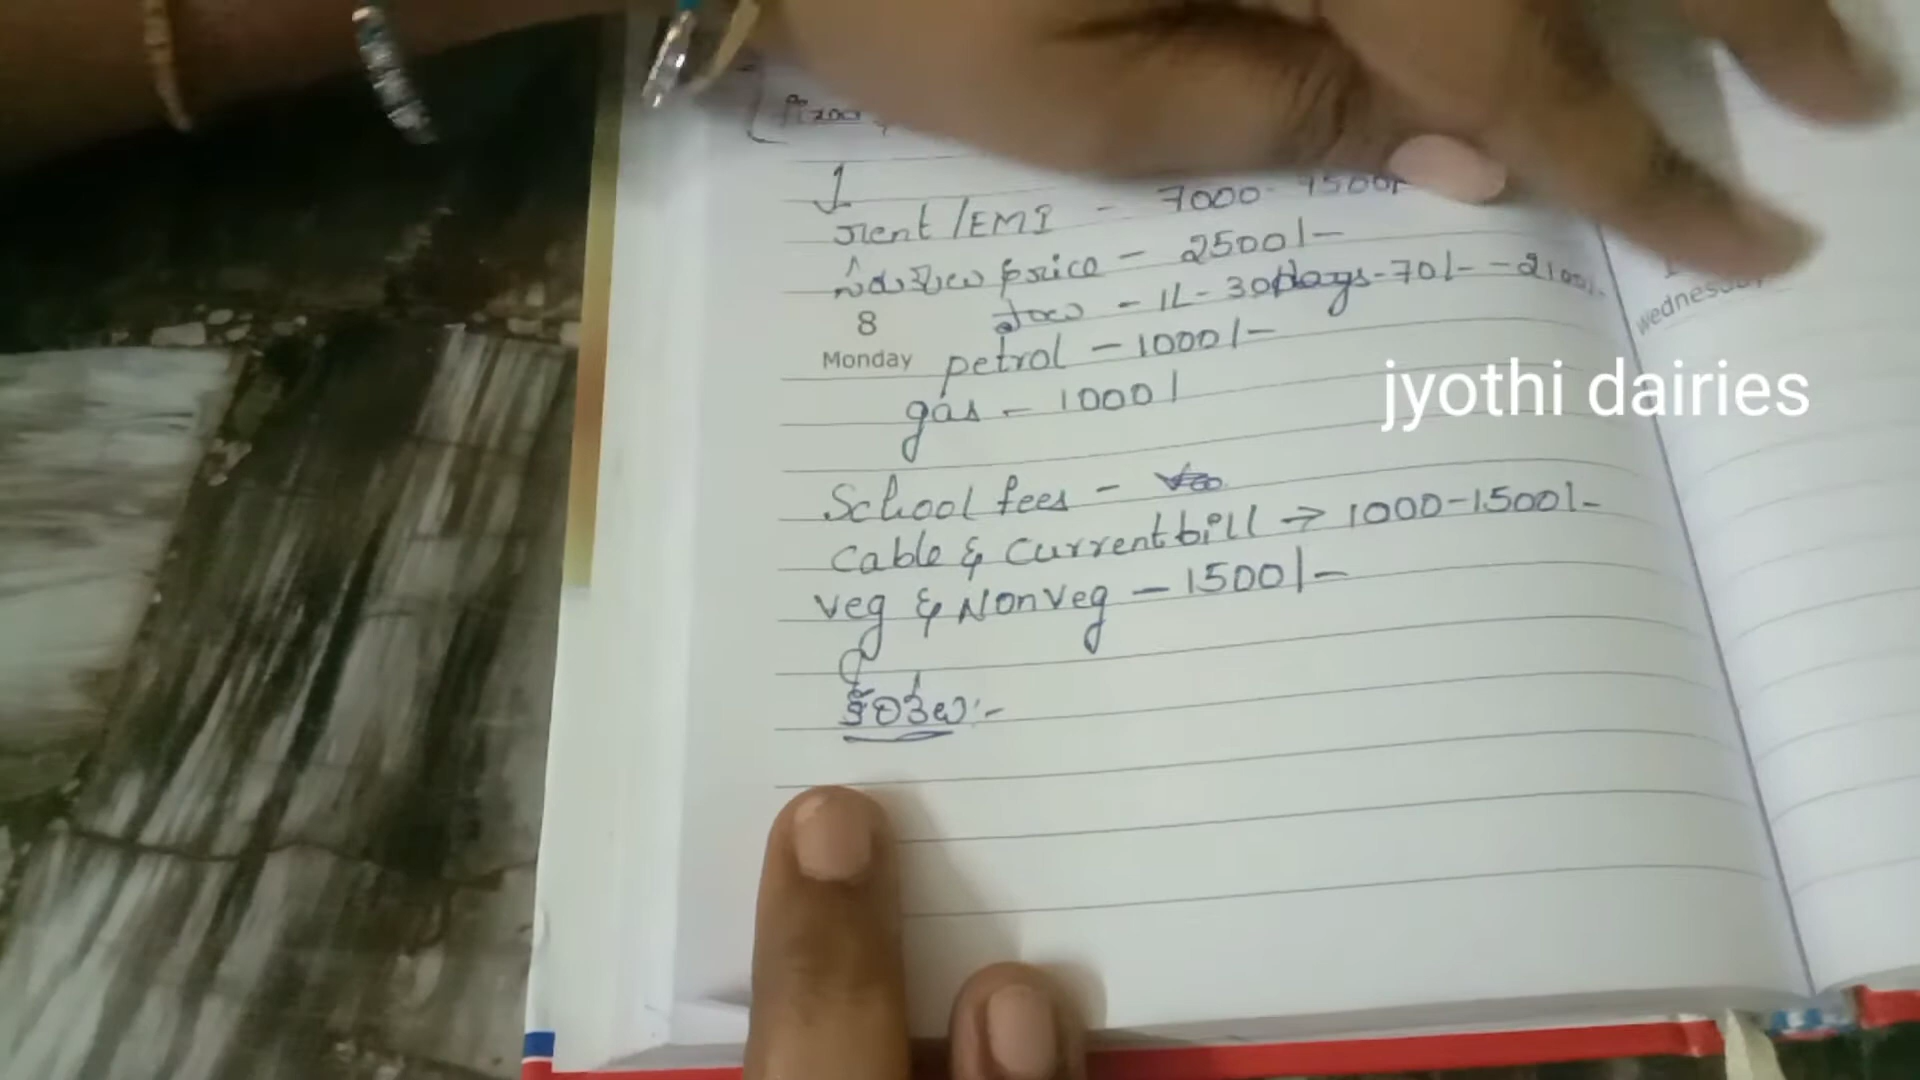 rent /EMI - 7000-7500/-
సరుకులు price - 2500/-
పాలు - 1L - 30Days - 70/- - 2100/-
8
Monday
petrol - 1000/-
gas - 1000/
School fees -
Cable & Current bill → 1000-1500/-
Veg & NonVeg - 1500/-
కిరాణా :-
wednesday
jyothi dairies